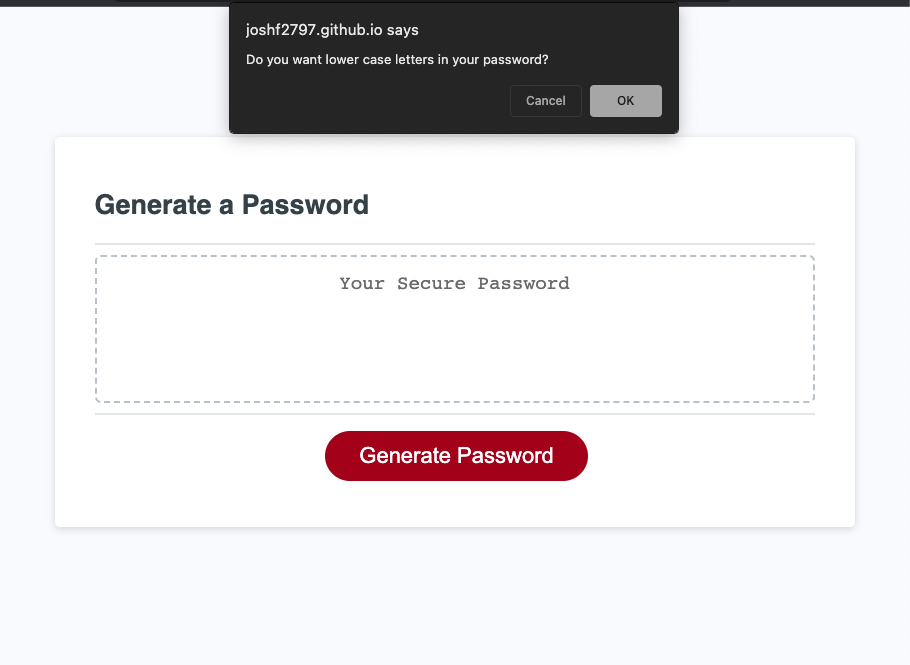 joshf2797.github.io says
Do you want lower case letters in your password?
Cancel OK
Generate a Password
Your Secure Password
Generate Password